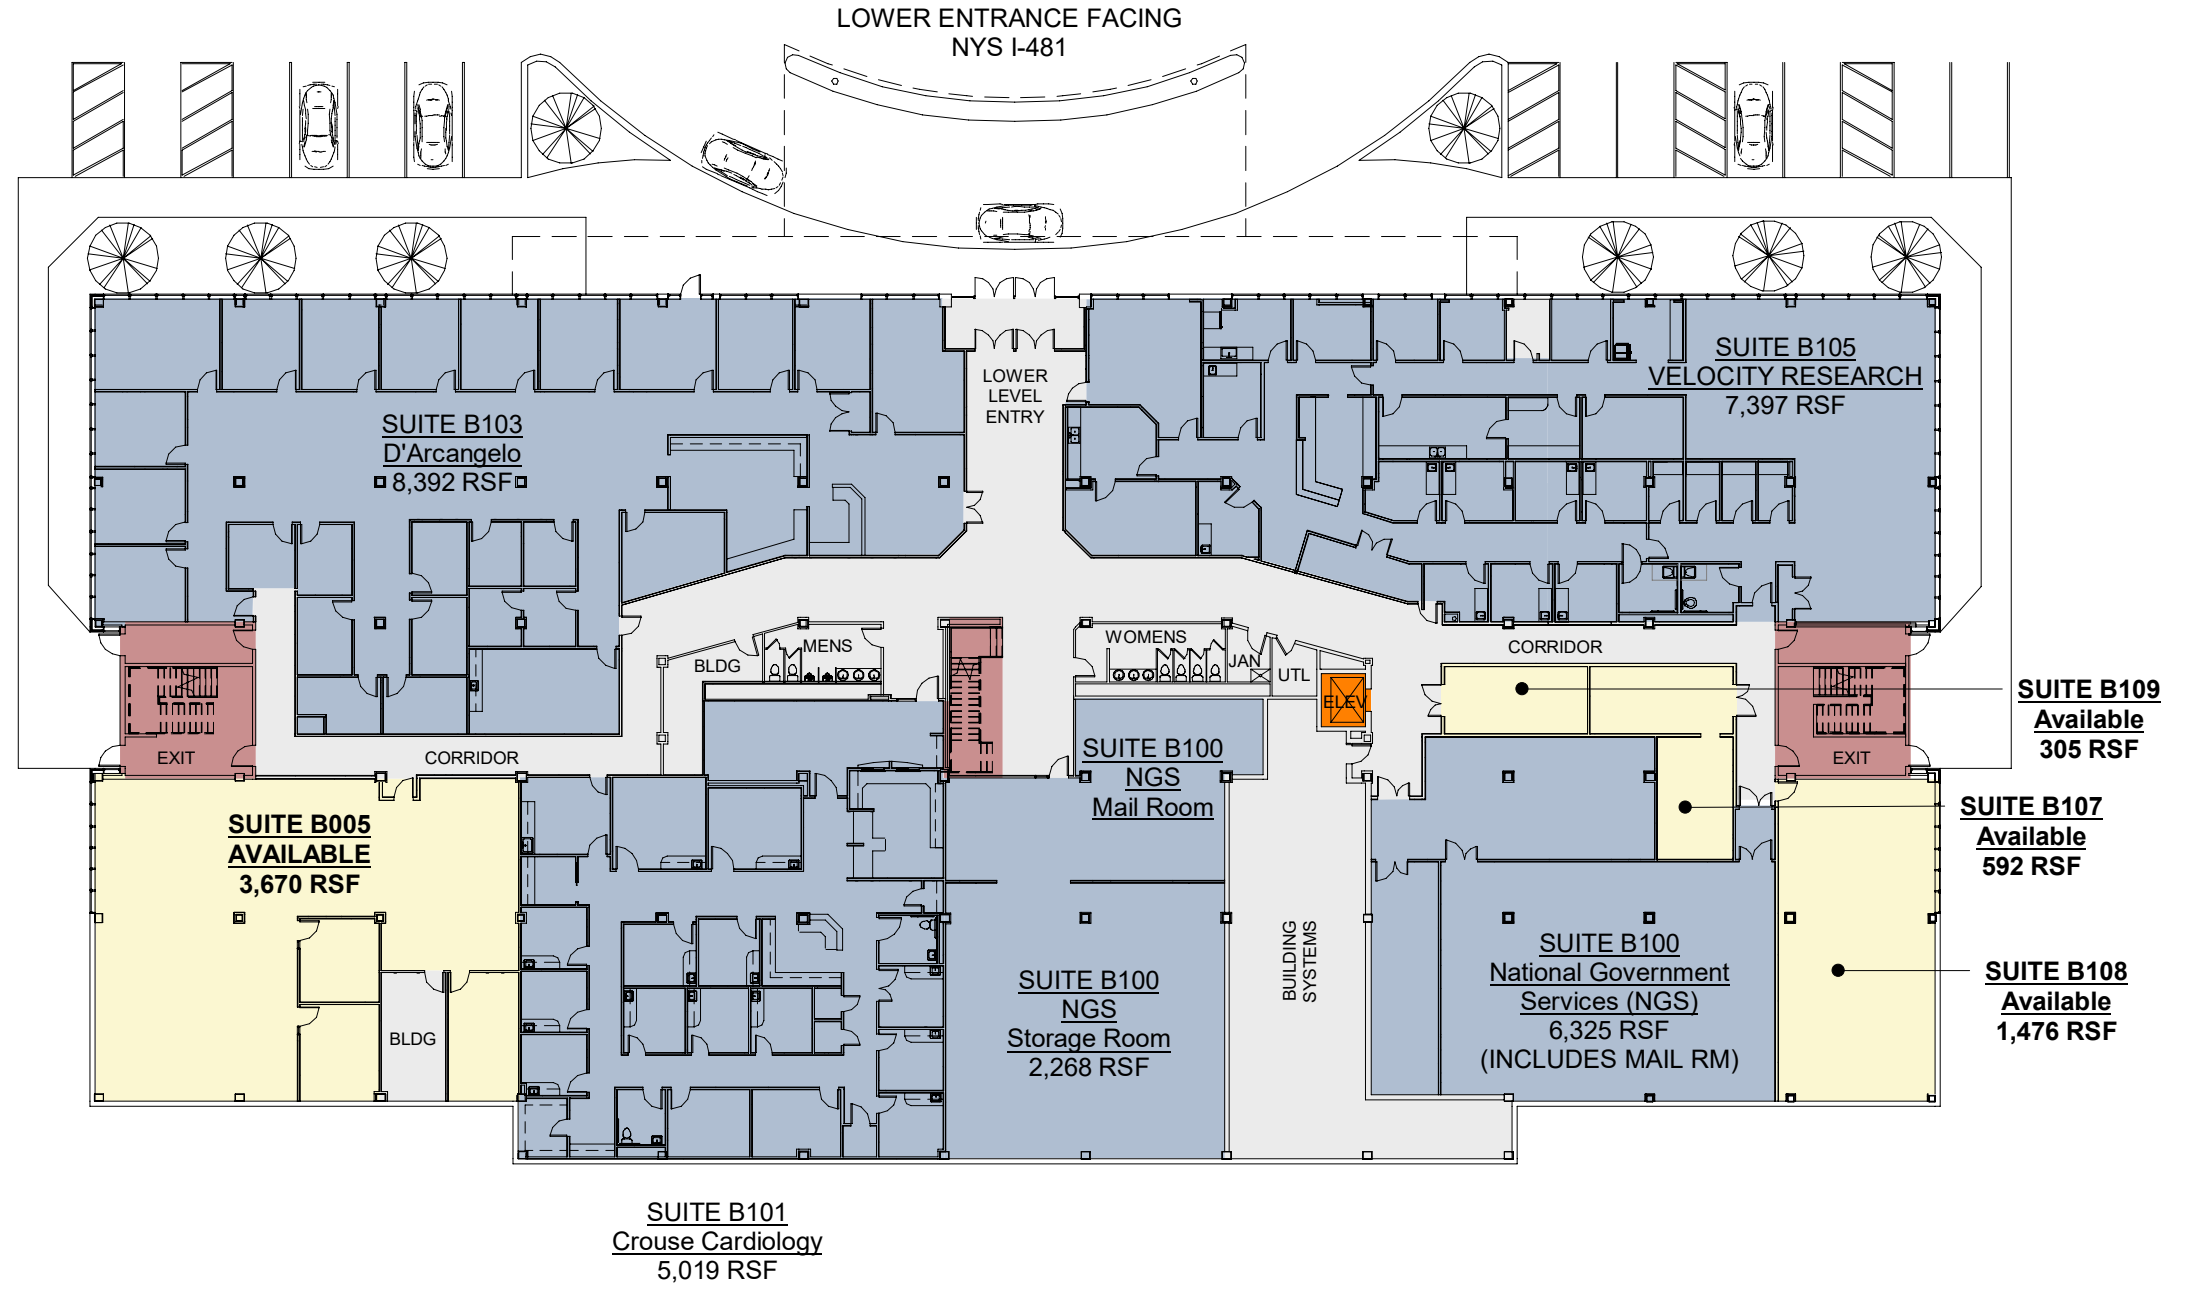 LOWER ENTRANCE FACING
NYS I-481
LOWER
LEVEL
ENTRY
SUITE B105
VELOCITY RESEARCH
7,397 RSF
SUITE B103
D'Arcangelo
8,392 RSF
BLDG
MENS
WOMENS
JAN
UTL
ELEV
CORRIDOR
SUITE B109
Available
305 RSF
EXIT
CORRIDOR
SUITE B100
NGS
Mail Room
EXIT
SUITE B107
Available
592 RSF
SUITE B005
AVAILABLE
3,670 RSF
BUILDING
SYSTEMS
SUITE B100
National Government
Services (NGS)
6,325 RSF
(INCLUDES MAIL RM)
SUITE B108
Available
1,476 RSF
SUITE B100
NGS
Storage Room
2,268 RSF
BLDG
SUITE B101
Crouse Cardiology
5,019 RSF